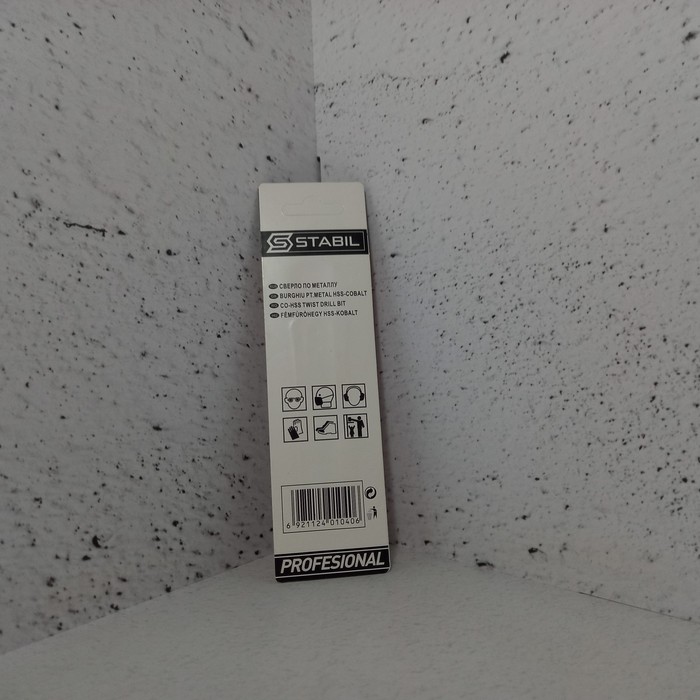 STABIL
СВЕРЛО ПО МЕТАЛЛУ
BURGHIU PT.METAL HSS-COBALT
CO-HSS TWIST DRILL BIT
FÉMFÚRÓHEGY HSS-KOBALT
6 921124 010406
PROFESIONAL